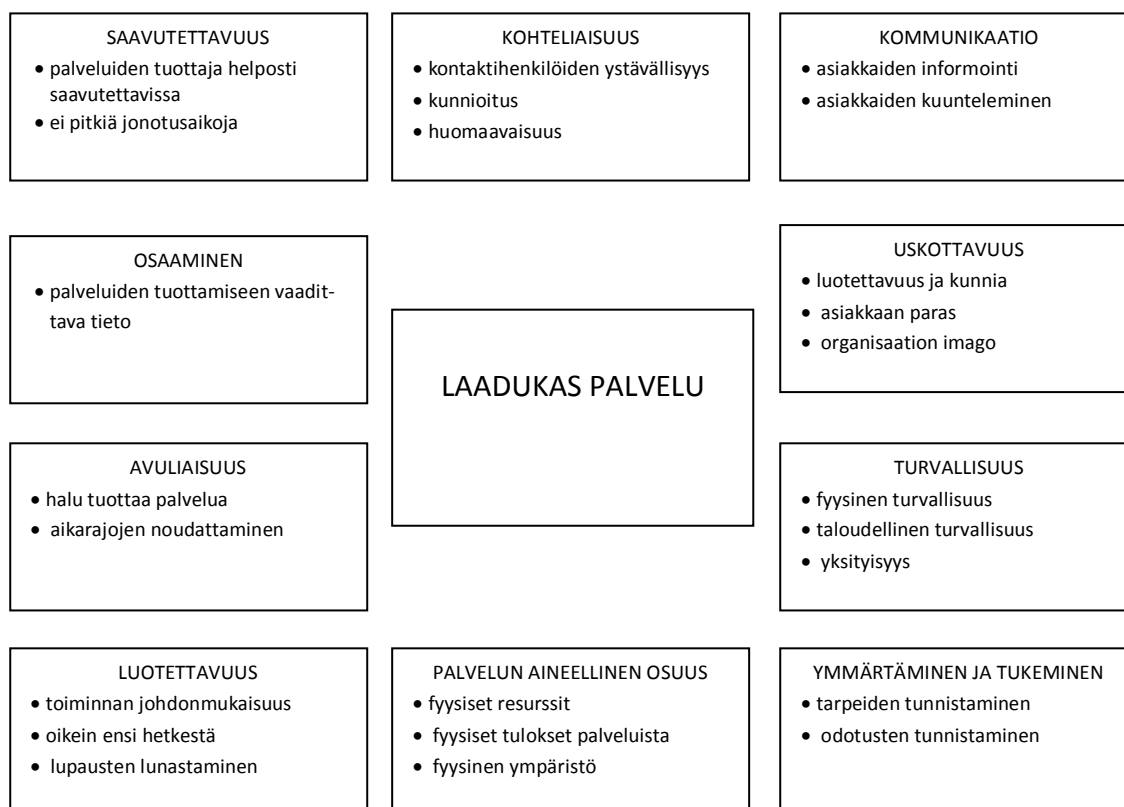 SAAVUTETTAVUUS
• palveluiden tuottaja helposti
saavutettavissa
• ei pitkiä jonotusaikoja
KOHTELIAISUUS
• kontaktihenkilöiden ystävällisyys
• kunnioitus
• huomaavaisuus
KOMMUNIKAATIO
• asiakkaiden informointi
• asiakkaiden kuunteleminen
OSAAMINEN
• palveluiden tuottamiseen vaadit-
tava tieto
LAADUKAS PALVELU
USKOTTAVUUS
• luotettavuus ja kunnia
• asiakkaan paras
• organisaation imago
AVULIAISUUS
• halu tuottaa palvelua
• aikarajojen noudattaminen
TURVALLISUUS
• fyysinen turvallisuus
• taloudellinen turvallisuus
• yksityisyys
LUOTETTAVUUS
• toiminnan johdonmukaisuus
• oikein ensi hetkestä
• lupausten lunastaminen
PALVELUN AINEELLINEN OSUUS
• fyysiset resurssit
• fyysiset tulokset palveluista
• fyysinen ympäristö
YMMÄRTÄMINEN JA TUKEMINEN
• tarpeiden tunnistaminen
• odotusten tunnistaminen